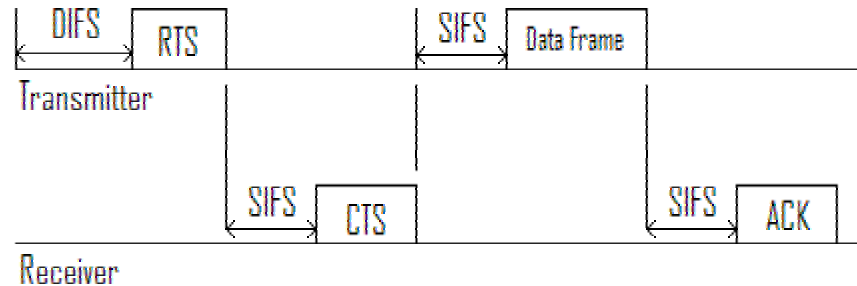 DIFS
RTS
SIFS
Data Frame
Transmitter
SIFS
CTS
SIFS
ACK
Receiver